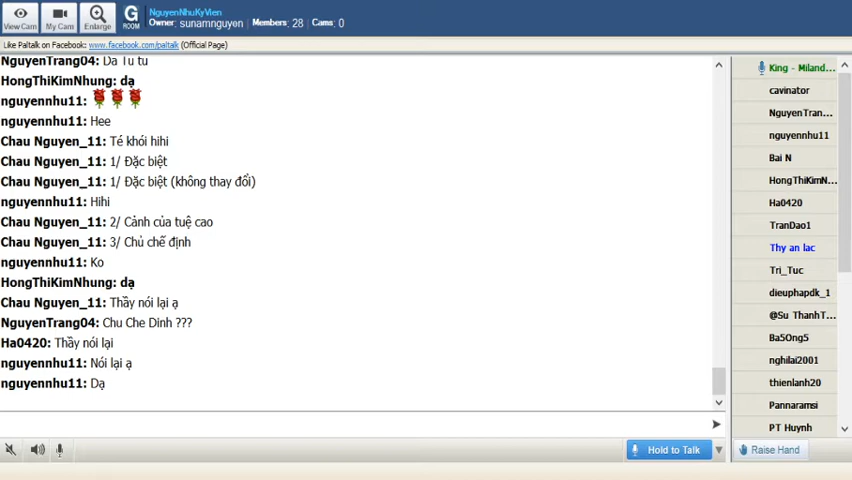 NguyenNhuKyVien
Owner: sunamnguyen Members: 28 Cams: 0
View Cam My Cam Enlarge G ROOM
Like Paltalk on Facebook: www.facebook.com/paltalk (Official Page)
NguyenTrang04: Da Tu tu
HongThiKimNhung: dạ
nguyennhu11:
nguyennhu11: Hee
Chau Nguyen_11: Té khói hihi
Chau Nguyen_11: 1/ Đặc biệt
Chau Nguyen_11: 1/ Đặc biệt (không thay đổi)
nguyennhu11: Hihi
Chau Nguyen_11: 2/ Cảnh của tuệ cao
Chau Nguyen_11: 3/ Chủ chế định
nguyennhu11: Ko
HongThiKimNhung: dạ
Chau Nguyen_11: Thầy nói lại ạ
NguyenTrang04: Chu Che Dinh ???
Ha0420: Thầy nói lại
nguyennhu11: Nói lại ạ
nguyennhu11: Dạ
King - Miland...
cavinator
NguyenTran...
nguyennhu11
Bai N
HongThiKimN...
Ha0420
TranDao1
Thy an lac
Tri_Tuc
dieuphapdk_1
@Su ThanhT...
Ba5Ong5
nghilai2001
thienlanh20
Pannaramsi
PT Huynh
Hold to Talk
Raise Hand